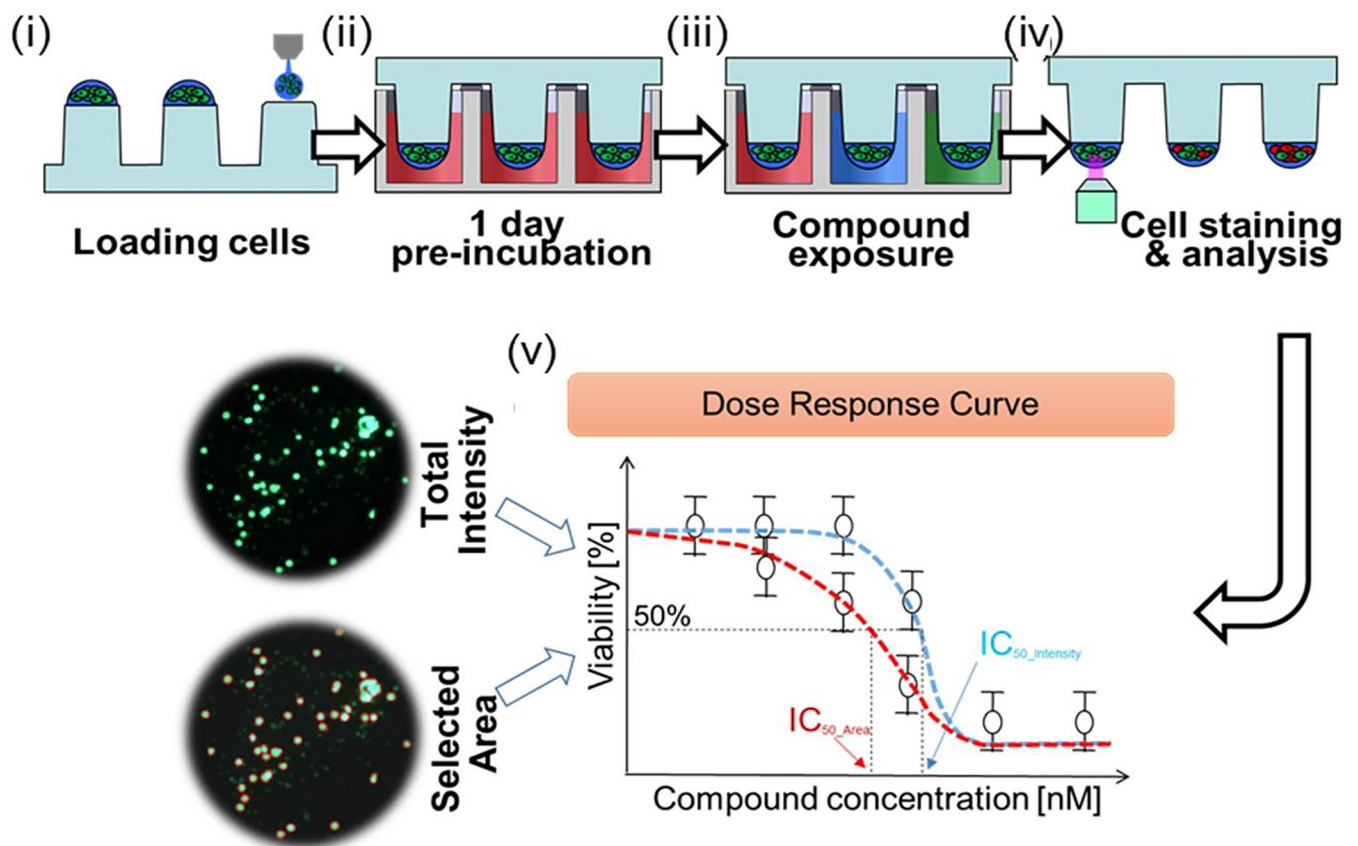 (i)
(ii)
(iii)
(iv)
Loading cells
1 day
pre-incubation
Compound
exposure
Cell staining
& analysis
(v)
Dose Response Curve
Total
Intensity
Selected
Area
Viability [%]
50%
IC50_Intensity
IC50_Area
Compound concentration [nM]